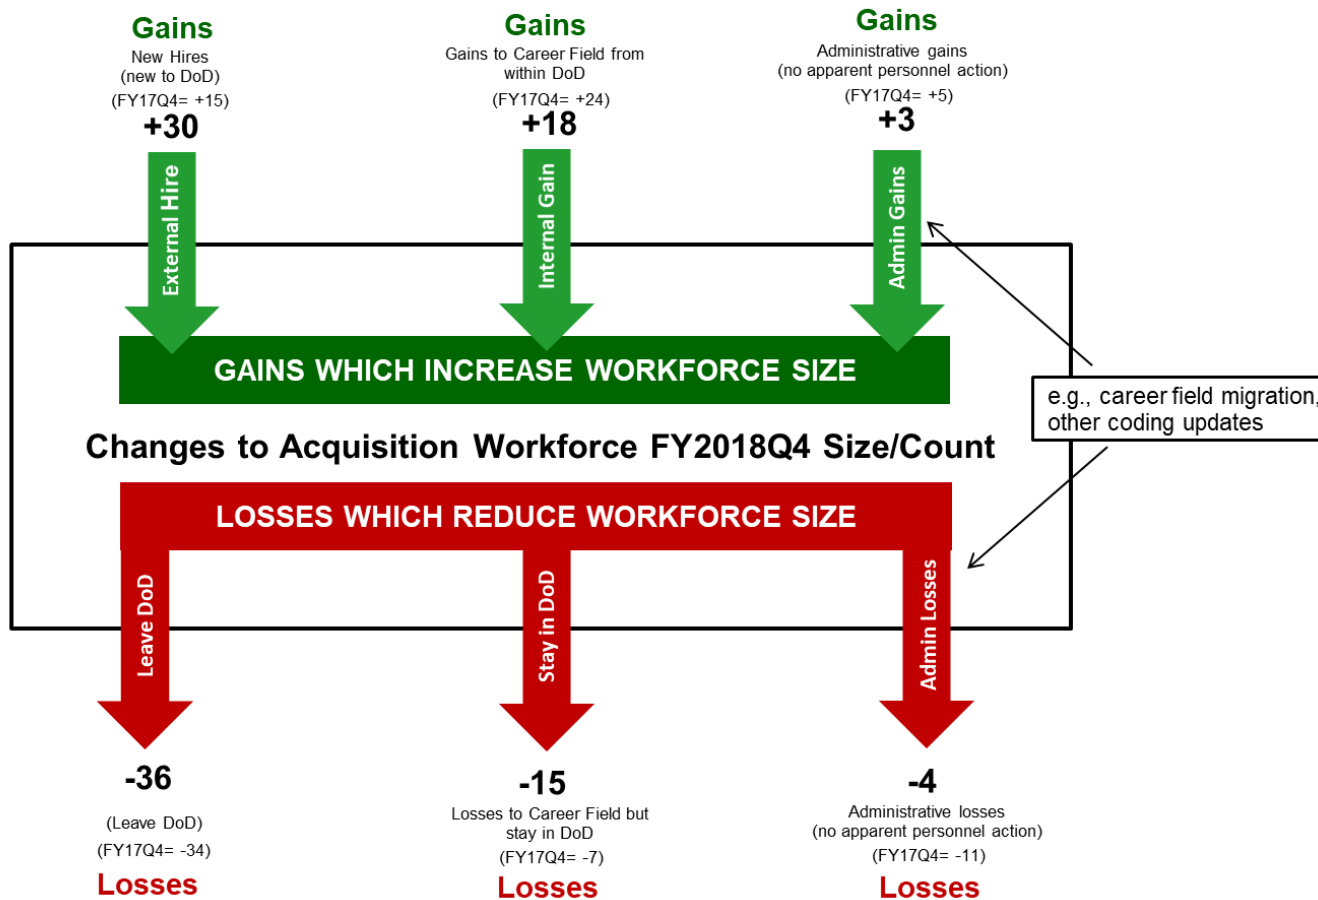 Gains
New Hires
(new to DoD)
(FY17Q4= +15)
+30
External Hire
Gains
Gains to Career Field from
within DoD
(FY17Q4= +24)
+18
Internal Gain
Gains
Administrative gains
(no apparent personnel action)
(FY17Q4= +5)
+3
Admin Gains
GAINS WHICH INCREASE WORKFORCE SIZE
e.g., career field migration,
other coding updates
Changes to Acquisition Workforce FY2018Q4 Size/Count
LOSSES WHICH REDUCE WORKFORCE SIZE
Leave DoD
-36
(Leave DoD)
(FY17Q4= -34)
Losses
Stay in DoD
-15
Losses to Career Field but
stay in DoD
(FY17Q4= -7)
Losses
Admin Losses
-4
Administrative losses
(no apparent personnel action)
(FY17Q4= -11)
Losses